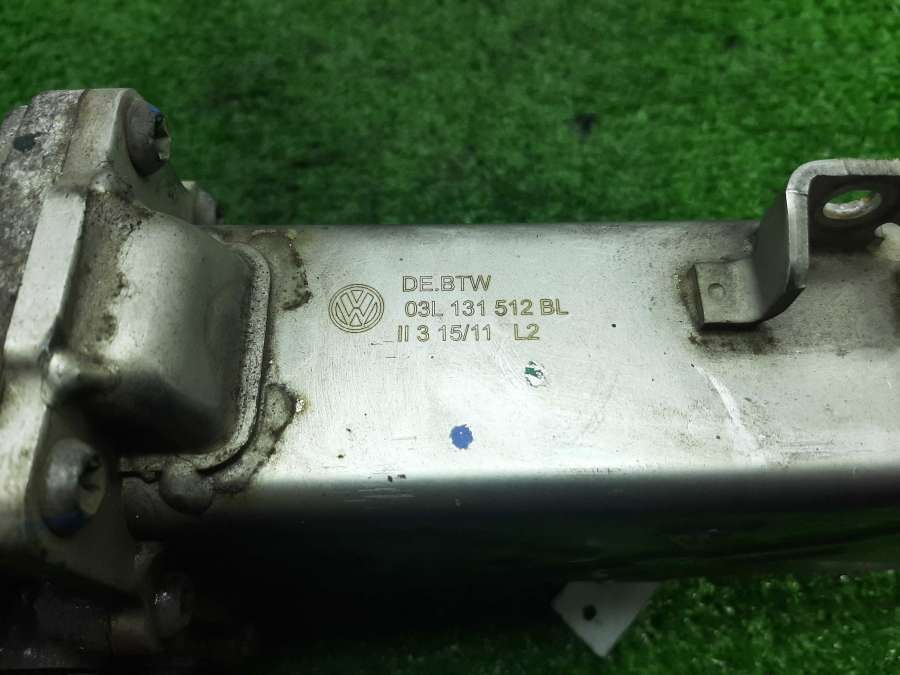 DE.BTW
03L 131 512 BL
II 3 15/11 L2